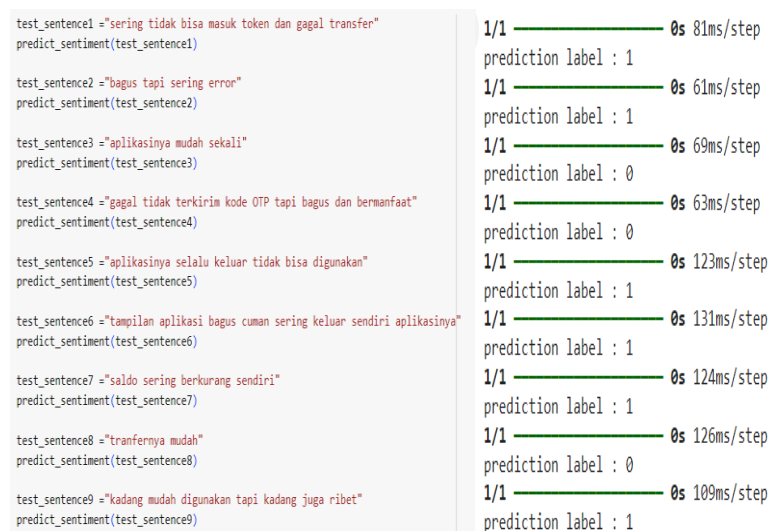 test_sentence1 ="sering tidak bisa masuk token dan gagal transfer"
predict_sentiment(test_sentence1)
test_sentence2 ="bagus tapi sering error"
predict_sentiment(test_sentence2)
test_sentence3 ="aplikasinya mudah sekali"
predict_sentiment(test_sentence3)
test_sentence4 ="gagal tidak terkirim kode OTP tapi bagus dan bermanfaat"
predict_sentiment(test_sentence4)
test_sentence5 ="aplikasinya selalu keluar tidak bisa digunakan"
predict_sentiment(test_sentence5)
test_sentence6 ="tampilan aplikasi bagus cuman sering keluar sendiri aplikasinya"
predict_sentiment(test_sentence6)
test_sentence7 ="saldo sering berkurang sendiri"
predict_sentiment(test_sentence7)
test_sentence8 ="tranfernya mudah"
predict_sentiment(test_sentence8)
test_sentence9 ="kadang mudah digunakan tapi kadang juga ribet"
predict_sentiment(test_sentence9)
1/1 ━━━━━━━━━━ 0s 81ms/step
prediction label : 1
1/1 ━━━━━━━━━━ 0s 61ms/step
prediction label : 1
1/1 ━━━━━━━━━━ 0s 69ms/step
prediction label : 0
1/1 ━━━━━━━━━━ 0s 63ms/step
prediction label : 0
1/1 ━━━━━━━━━━ 0s 123ms/step
prediction label : 1
1/1 ━━━━━━━━━━ 0s 131ms/step
prediction label : 1
1/1 ━━━━━━━━━━ 0s 124ms/step
prediction label : 1
1/1 ━━━━━━━━━━ 0s 126ms/step
prediction label : 0
1/1 ━━━━━━━━━━ 0s 109ms/step
prediction label : 1